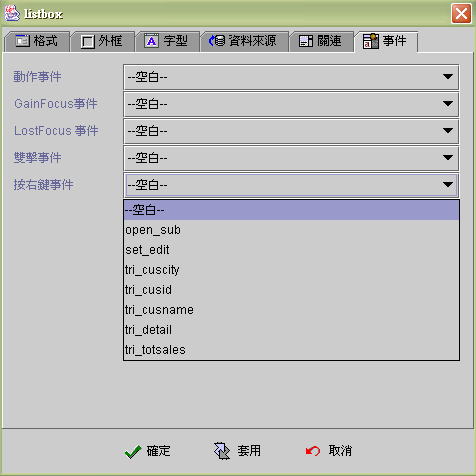 listbox
格式 外框 字型 資料來源 關連 事件
動作事件 --空白--
GainFocus事件 --空白--
LostFocus 事件 --空白--
雙擊事件 --空白--
按右鍵事件 --空白--
--空白--
open_sub
set_edit
tri_cuscity
tri_cusid
tri_cusname
tri_detail
tri_totsales
確定 套用 取消